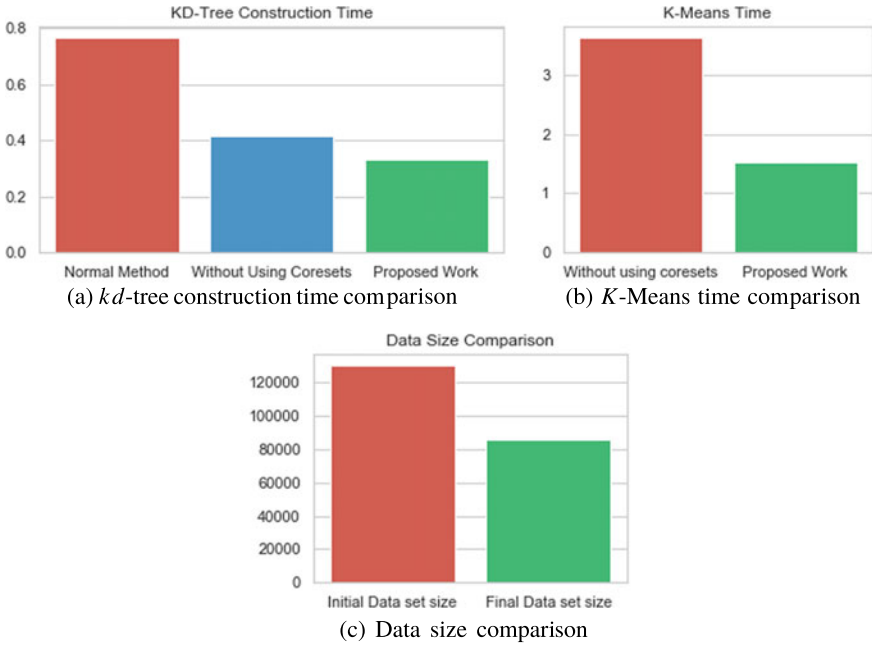 KD-Tree Construction Time
0.8
0.6
0.4
0.2
0.0
Normal Method Without Using Coresets Proposed Work
(a) kd-tree construction time comparison
K-Means Time
3
2
1
0
Without using coresets Proposed Work
(b) K-Means time comparison
Data Size Comparison
120000
100000
80000
60000
40000
20000
0
Initial Data set size Final Data set size
(c) Data size comparison